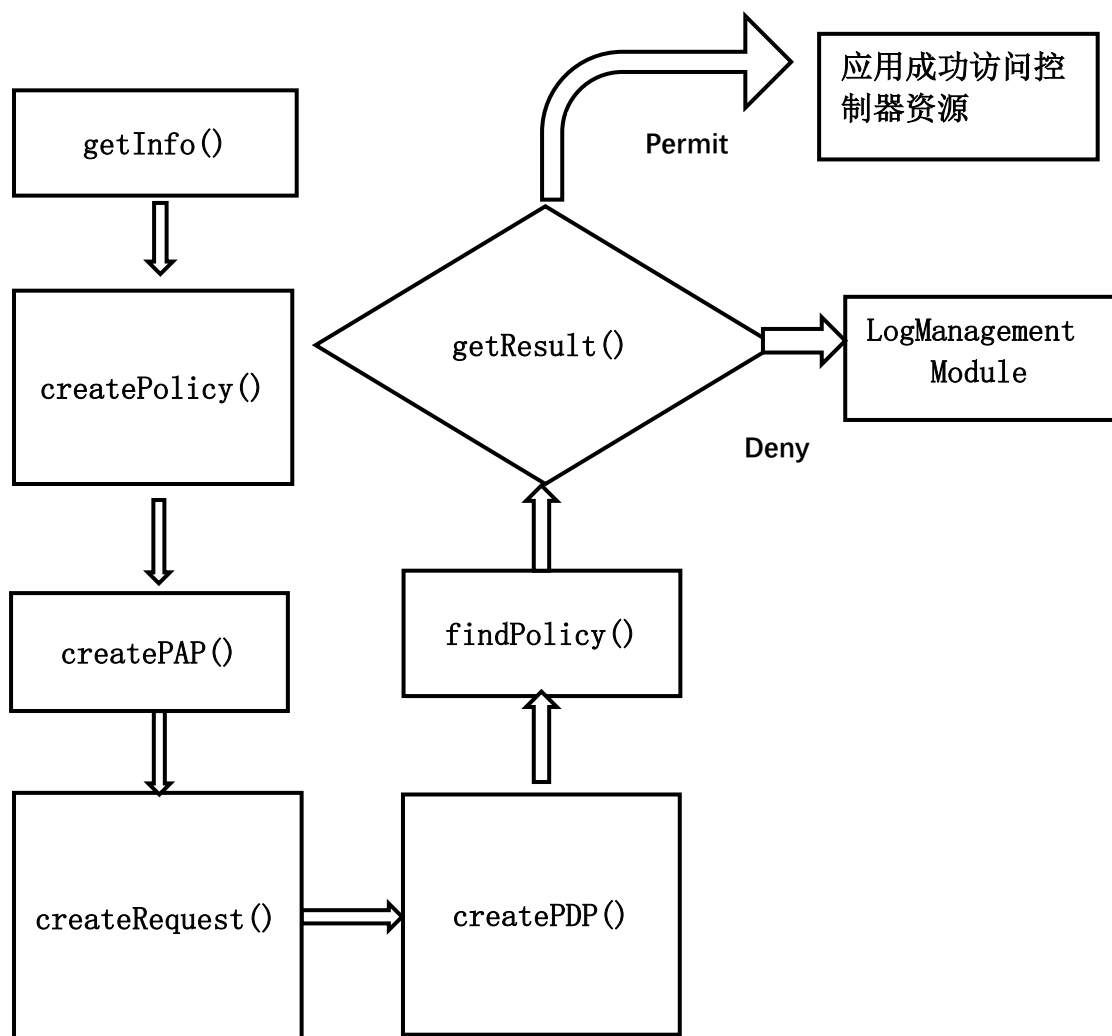 getInfo()
createPolicy()
createPAP()
createRequest()
createPDP()
findPolicy()
getResult()
Permit
应用成功访问控
制器资源
Deny
LogManagement
Module